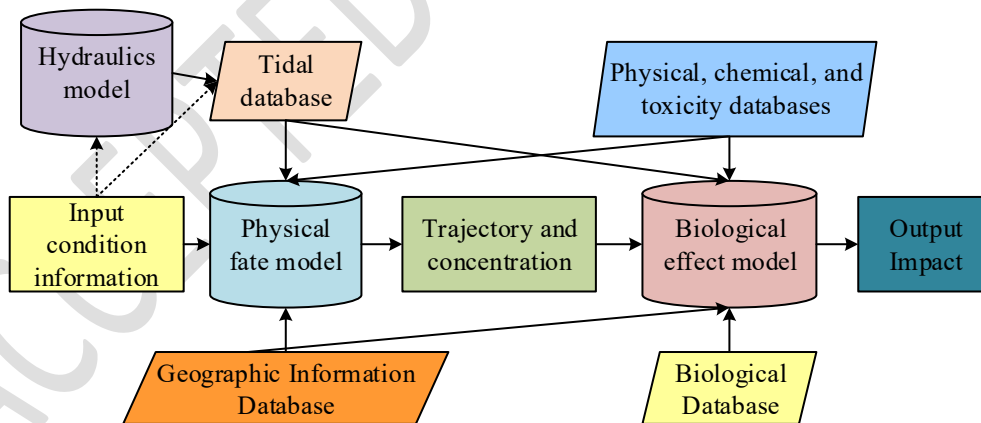 Hydraulics
model
Tidal
database
Physical, chemical, and
toxicity databases
Input
condition
information
Physical
fate model
Trajectory and
concentration
Biological
effect model
Output
Impact
Geographic Information
Database
Biological
Database
ACCEPTED